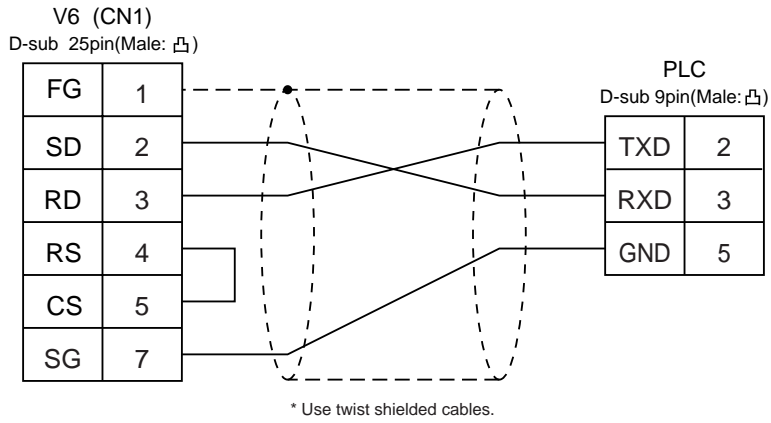 V6 (CN1)
D-sub 25pin(Male: 凸)
FG 1
SD 2
RD 3
RS 4
CS 5
SG 7
PLC
D-sub 9pin(Male:凸)
TXD 2
RXD 3
GND 5
* Use twist shielded cables.